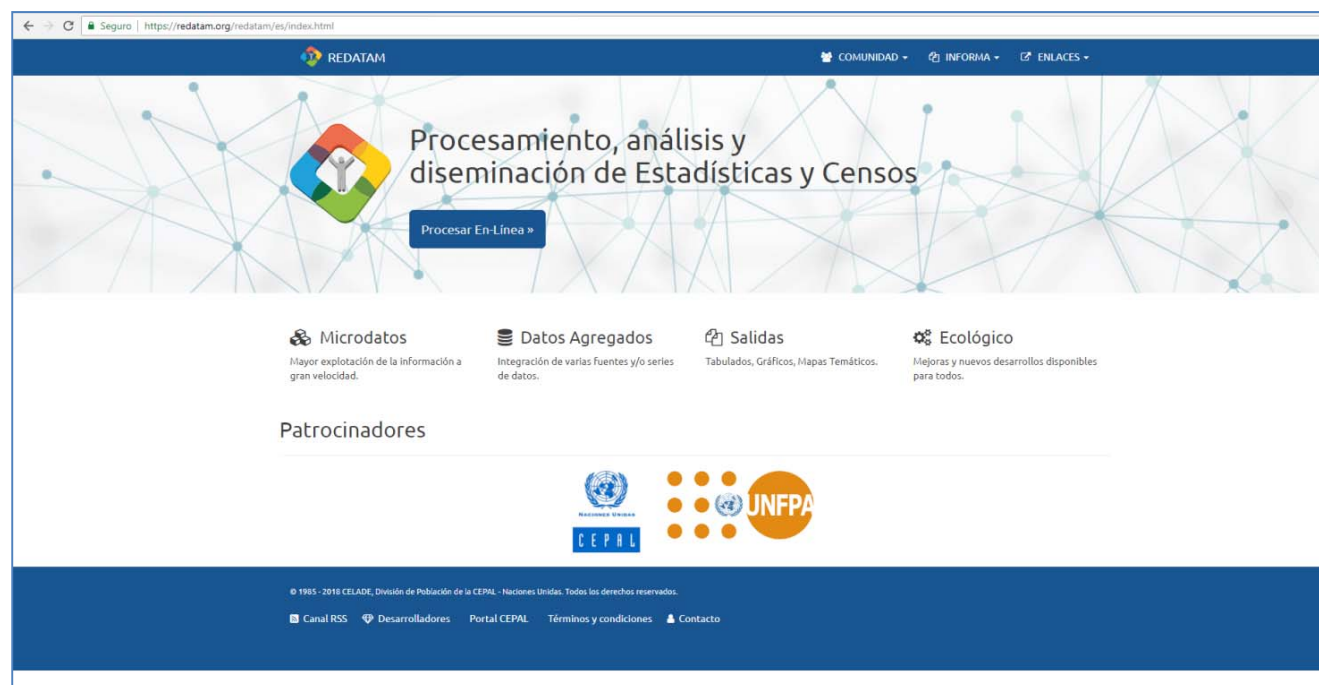 Seguro | https://redatam.org/redatam/es/index.html
REDATAM
COMUNIDAD
INFORMA
ENLACES
Procesamiento, análisis y
diseminación de Estadísticas y Censos
Procesar En-Línea »
Microdatos
Mayor explotación de la información a
gran velocidad.
Datos Agregados
Integración de varias fuentes y/o series
de datos.
Salidas
Tabulados, Gráficos, Mapas Temáticos.
Ecológico
Mejoras y nuevos desarrollos disponibles
para todos.
Patrocinadores
NACIONES UNIDAS
CEPAL
UNFPA
© 1985 - 2018 CELADE, División de Población de la CEPAL - Naciones Unidas. Todos los derechos reservados.
Canal RSS Desarrolladores Portal CEPAL Términos y condiciones Contacto